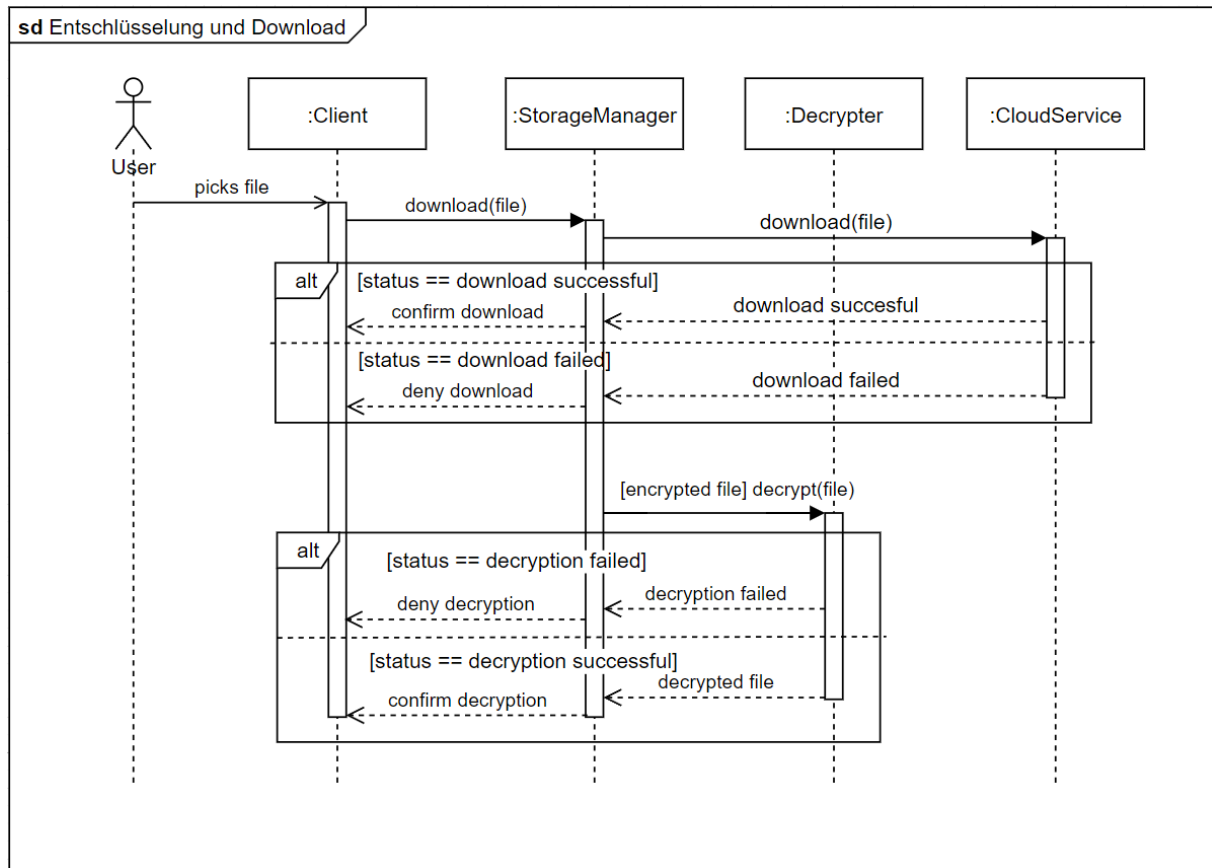 sd Entschlüsselung und Download
:Client
:StorageManager
:Decrypter
:CloudService
User
picks file
download(file)
download(file)
alt
[status == download successful]
confirm download
download succesful
[status == download failed]
deny download
download failed
[encrypted file] decrypt(file)
alt
[status == decryption failed]
deny decryption
decryption failed
[status == decryption successful]
confirm decryption
decrypted file